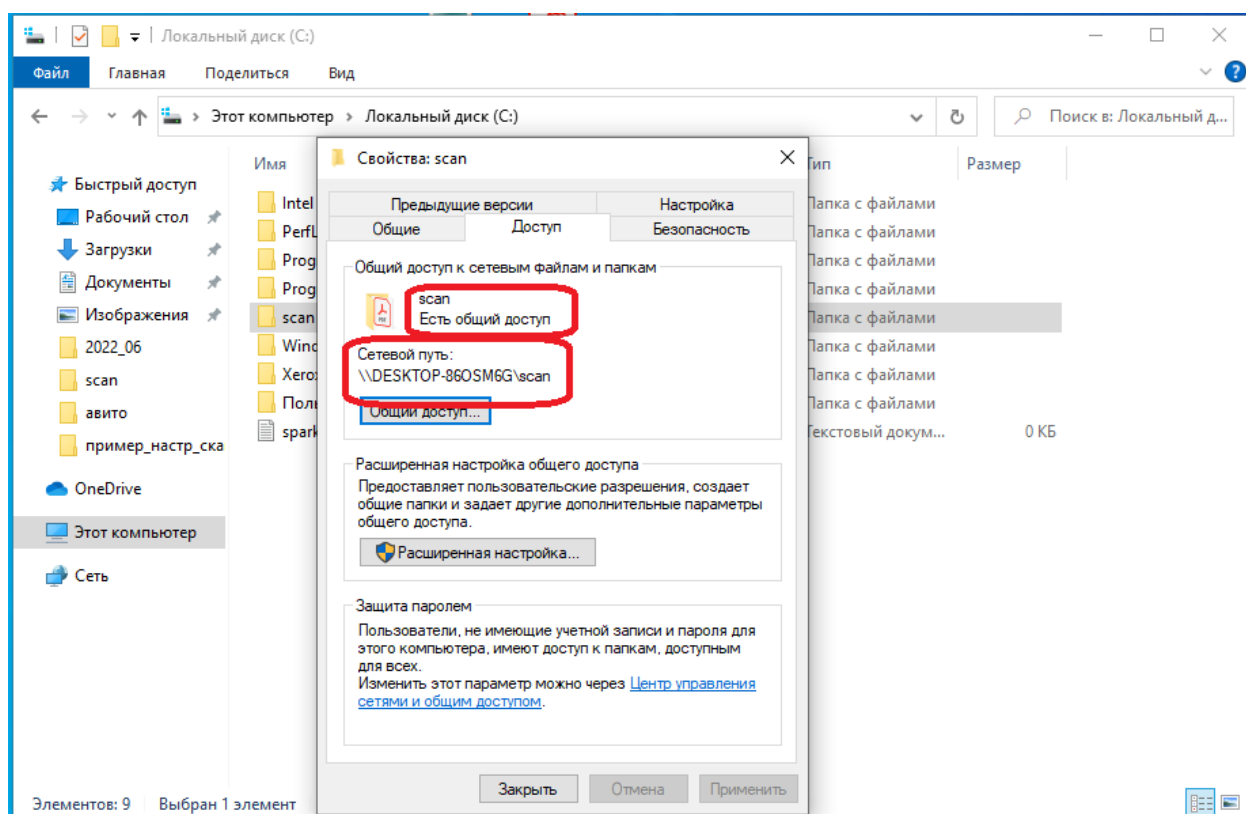 Локальный диск (C:)
Файл Главная Поделиться Вид
Этот компьютер > Локальный диск (C:)
Поиск в: Локальный д...
Имя
Тип
Размер
Быстрый доступ
Рабочий стол
Загрузки
Документы
Изображения
2022_06
scan
авито
пример_настр_ска
OneDrive
Этот компьютер
Сеть
Intel
PerfL
Prog
Prog
scan
Wind
Xero
Поль
spark
Папка с файлами
Папка с файлами
Папка с файлами
Папка с файлами
Папка с файлами
Папка с файлами
Папка с файлами
Папка с файлами
Текстовый докум... 0 КБ
Свойства: scan
Предыдущие версии Настройка
Общие Доступ Безопасность
Общий доступ к сетевым файлам и папкам
PDF
scan
Есть общий доступ
Сетевой путь:
\\DESKTOP-86OSM6G\scan
Общий доступ...
Расширенная настройка общего доступа
Предоставляет пользовательские разрешения, создает
общие папки и задает другие дополнительные параметры
общего доступа.
Расширенная настройка...
Защита паролем
Пользователи, не имеющие учетной записи и пароля для
этого компьютера, имеют доступ к папкам, доступным
для всех.
Изменить этот параметр можно через Центр управления
сетями и общим доступом.
Закрыть Отмена Применить
Элементов: 9 Выбран 1 элемент